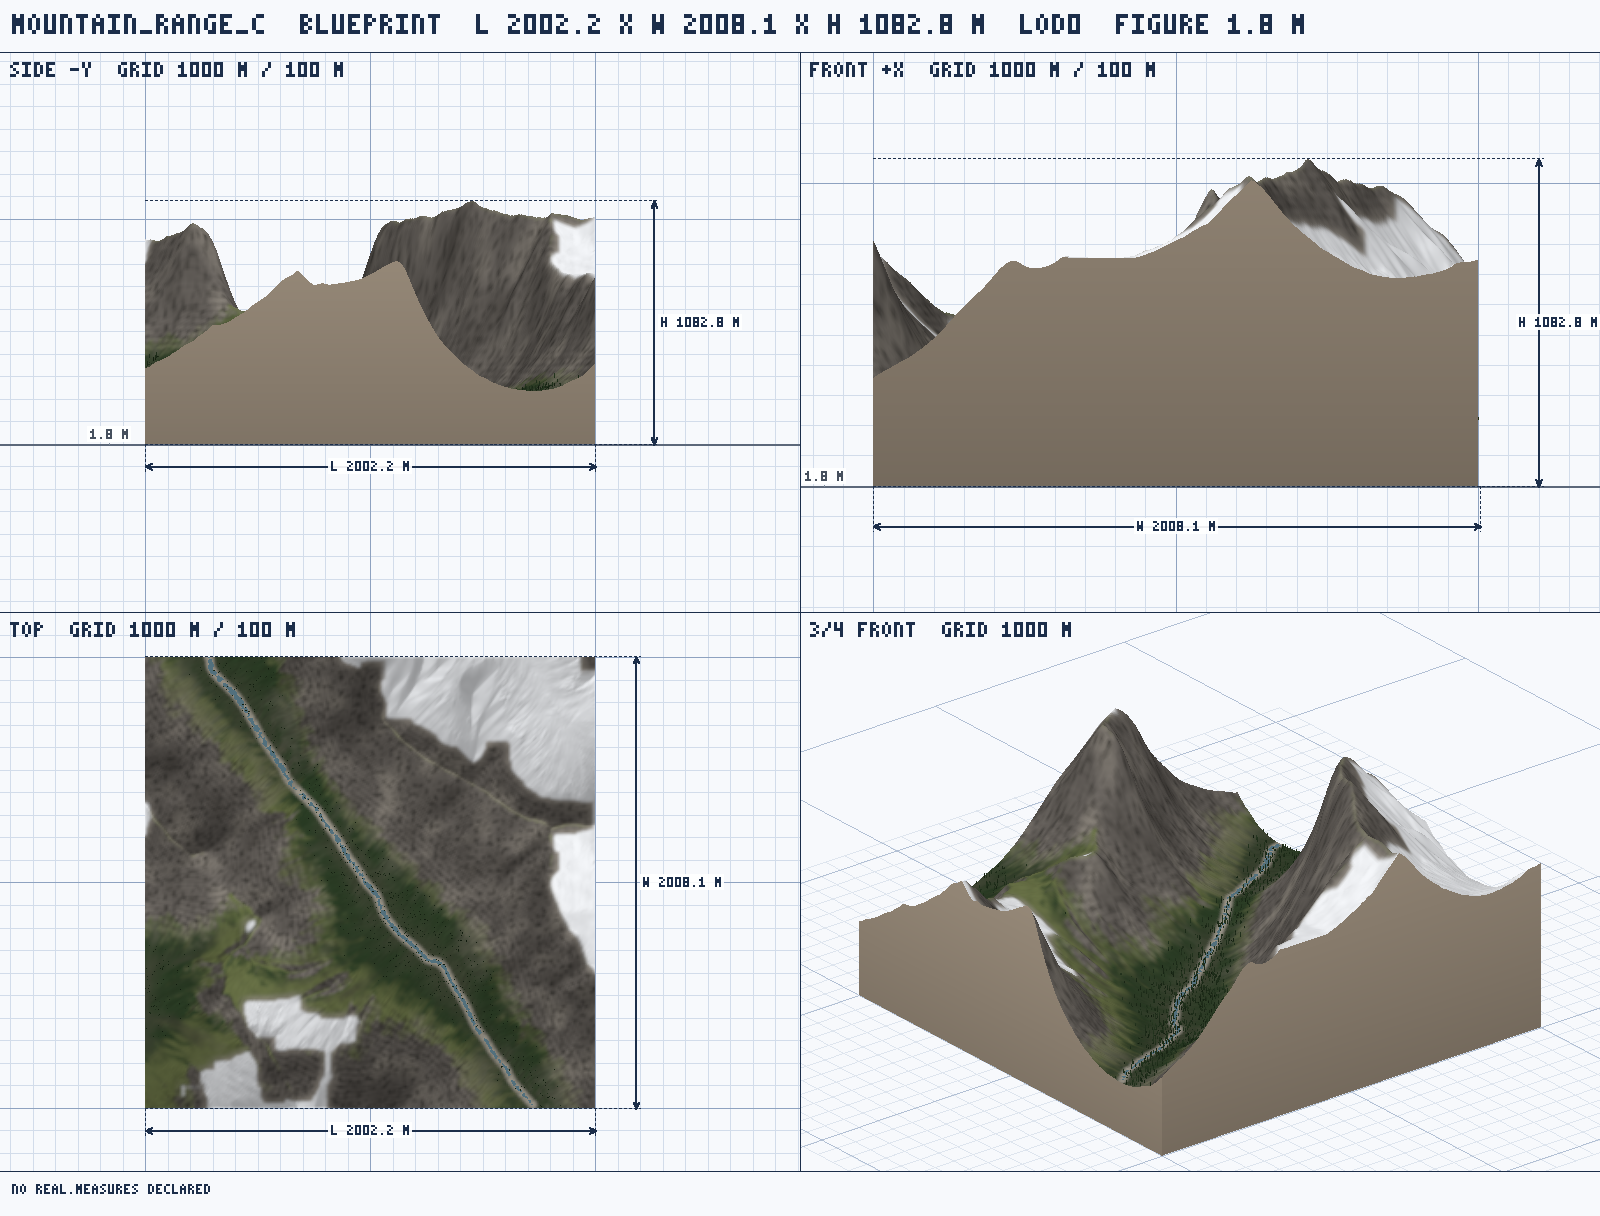 MOUNTAIN_RANGE_C BLUEPRINT L 2002.2 X W 2008.1 X H 1082.8 M LOD0 FIGURE 1.8 M
SIDE -Y GRID 1000 M / 100 M
H 1082.8 M
1.8 M
L 2002.2 M
FRONT +X GRID 1000 M / 100 M
H 1082.8 M
1.8 M
W 2008.1 M
TOP GRID 1000 M / 100 M
W 2008.1 M
L 2002.2 M
3/4 FRONT GRID 1000 M
NO REAL.MEASURES DECLARED